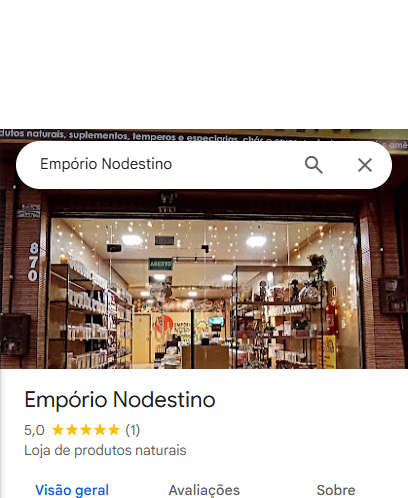 dutos naturais, suplementos, temperos e especiarias, chás e
Empório Nodestino
870
ABERTO
Empório Nodestino
5,0 (1)
Loja de produtos naturais
Visão geral Avaliações Sobre